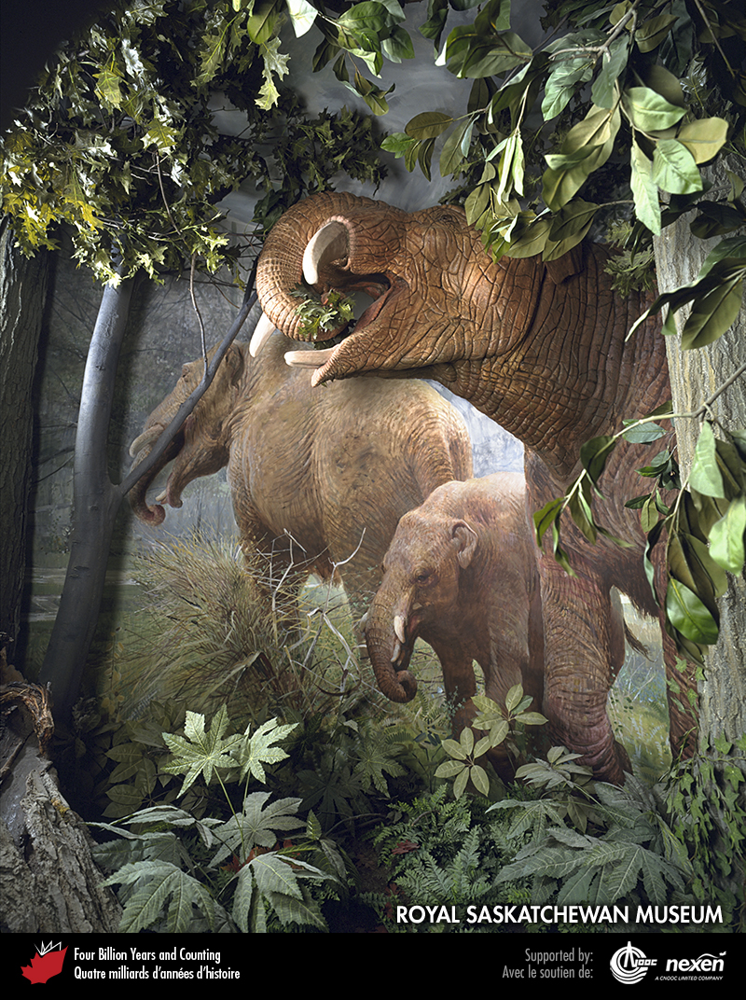 ROYAL SASKATCHEWAN MUSEUM
Four Billion Years and Counting
Quatre milliards d'années d'histoire
Supported by:
Avec le soutien de:
CNOOC
nexen
A CNOOC LIMITED COMPANY